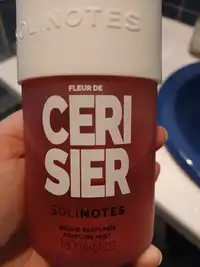 SOLINOTES
FLEUR DE
CERI
SIER
SOLINOTES
BRUME PARFUMÉE
PERFUME MIST